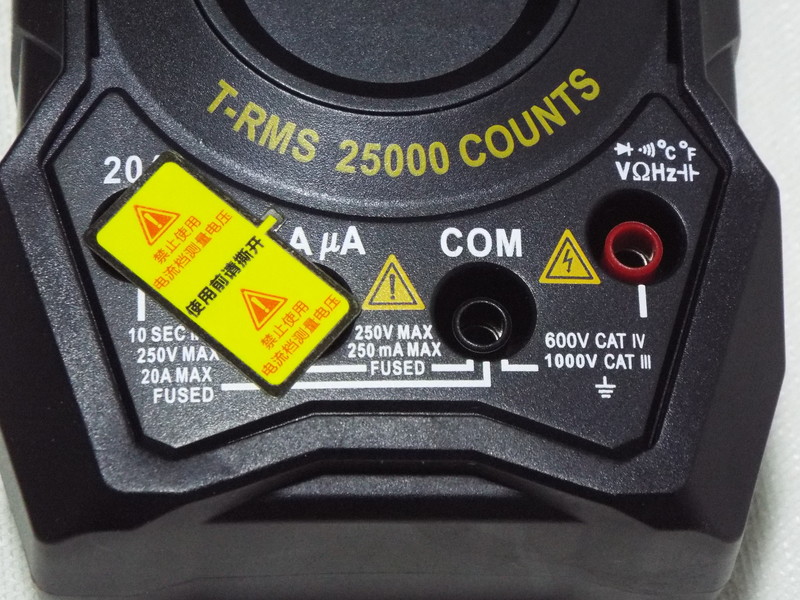 T-RMS 25000 COUNTS
20
µA
COM
°C °F
VΩHz
禁止使用
电流档测量电压
使用前请撕开
禁止使用
电流档测量电压
10 SEC
250V MAX
20A MAX
FUSED
250V MAX
250 mA MAX
FUSED
600V CAT IV
1000V CAT III